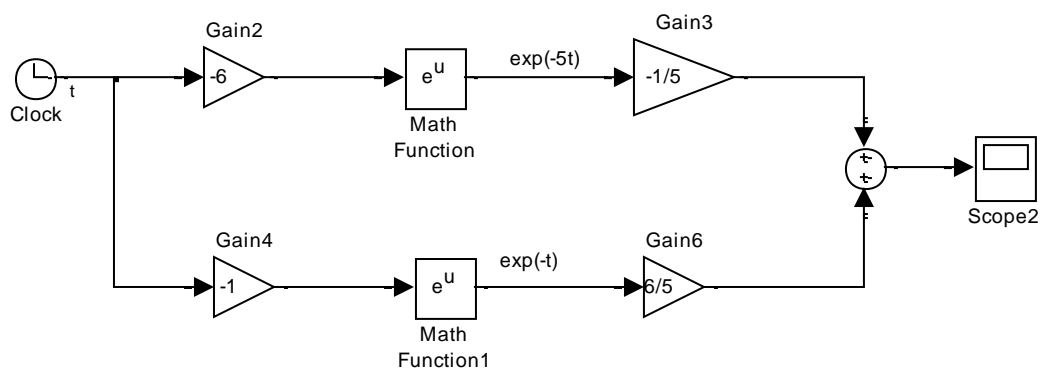 Gain2
Gain3
-6
e^u
exp(-5t)
-1/5
t
Clock
Math
Function
+
+
Scope2
Gain4
Gain6
-1
e^u
exp(-t)
6/5
Math
Function1